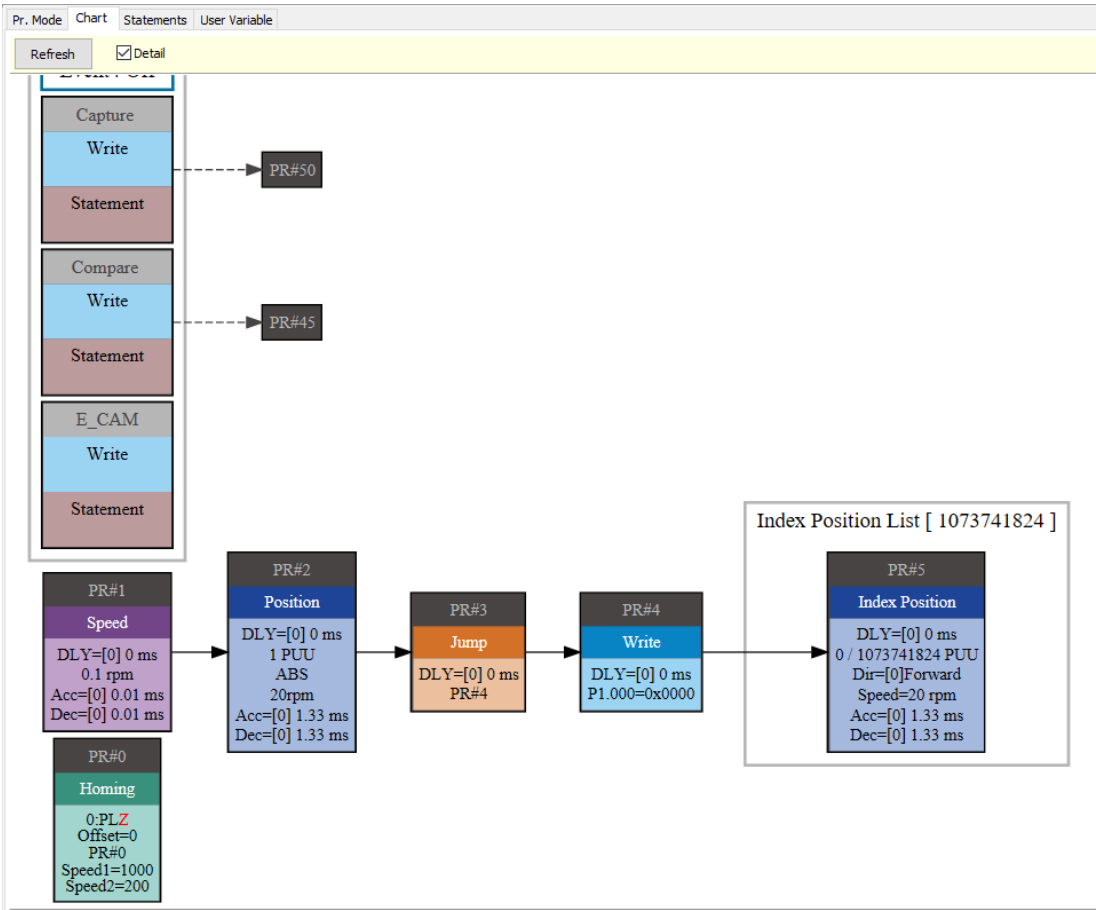 Pr. Mode Chart Statements User Variable
Refresh Detail
Capture
Write
Statement
PR#50
Compare
Write
Statement
PR#45
E_CAM
Write
Statement
PR#1
Speed
DLY=[0] 0 ms
0.1 rpm
Acc=[0] 0.01 ms
Dec=[0] 0.01 ms
PR#2
Position
DLY=[0] 0 ms
1 PUU
ABS
20rpm
Acc=[0] 1.33 ms
Dec=[0] 1.33 ms
PR#3
Jump
DLY=[0] 0 ms
PR#4
PR#4
Write
DLY=[0] 0 ms
P1.000=0x0000
Index Position List [ 1073741824 ]
PR#5
Index Position
DLY=[0] 0 ms
0 / 1073741824 PUU
Dir=[0]Forward
Speed=20 rpm
Acc=[0] 1.33 ms
Dec=[0] 1.33 ms
PR#0
Homing
0:PLZ
Offset=0
PR#0
Speed1=1000
Speed2=200